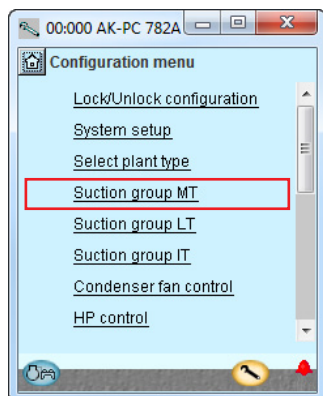 00:000 AK-PC 782A
Configuration menu
Lock/Unlock configuration
System setup
Select plant type
Suction group MT
Suction group LT
Suction group IT
Condenser fan control
HP control